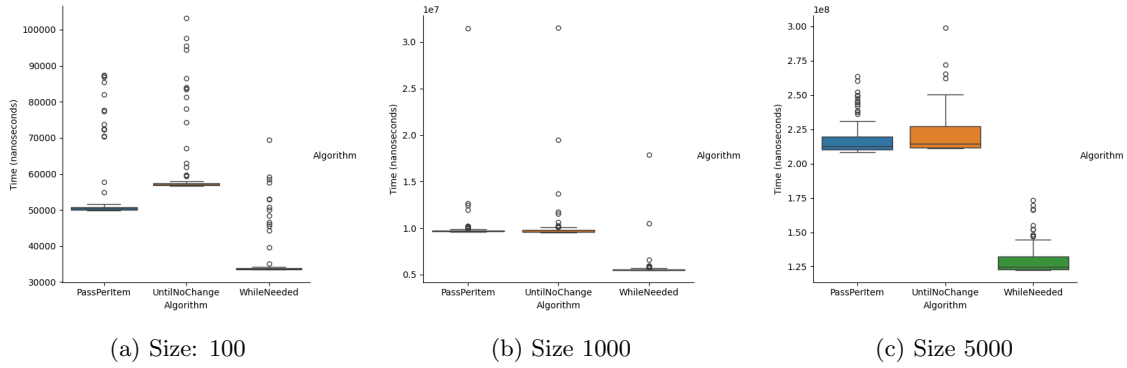 100000
90000
80000
70000
60000
50000
40000
30000
Time (nanoseconds)
PassPerItem UntilNoChange WhileNeeded
Algorithm
Algorithm
(a) Size: 100
1e7
3.0
2.5
2.0
1.5
1.0
0.5
Time (nanoseconds)
PassPerItem UntilNoChange WhileNeeded
Algorithm
Algorithm
(b) Size 1000
1e8
3.00
2.75
2.50
2.25
2.00
1.75
1.50
1.25
Time (nanoseconds)
PassPerItem UntilNoChange WhileNeeded
Algorithm
Algorithm
(c) Size 5000